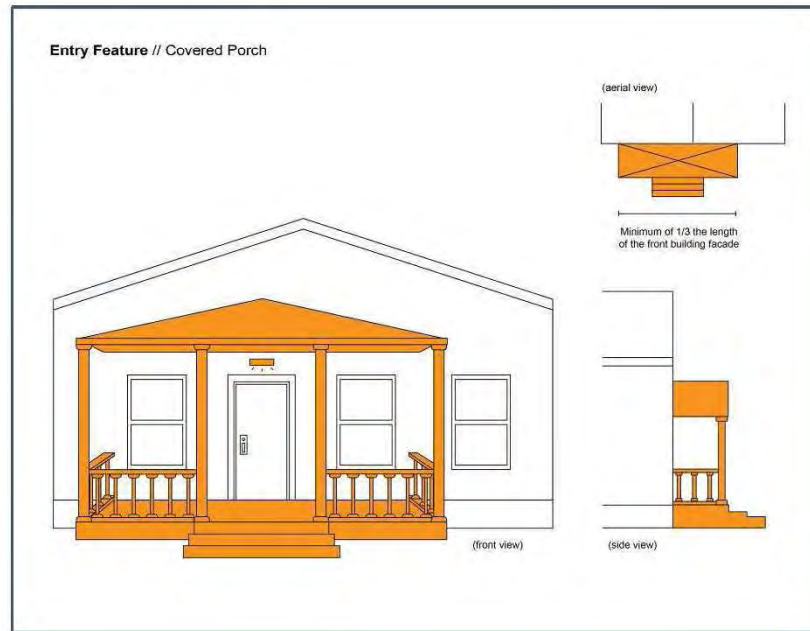 Entry Feature // Covered Porch
(aerial view)
Minimum of 1/3 the length
of the front building facade
(front view)
(side view)